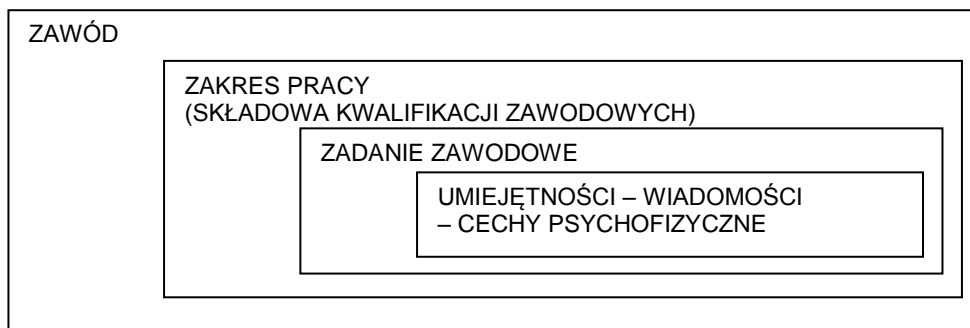 ZAWÓD
ZAKRES PRACY
(SKŁADOWA KWALIFIKACJI ZAWODOWYCH)
ZADANIE ZAWODOWE
UMIEJĘTNOŚCI – WIADOMOŚCI
– CECHY PSYCHOFIZYCZNE